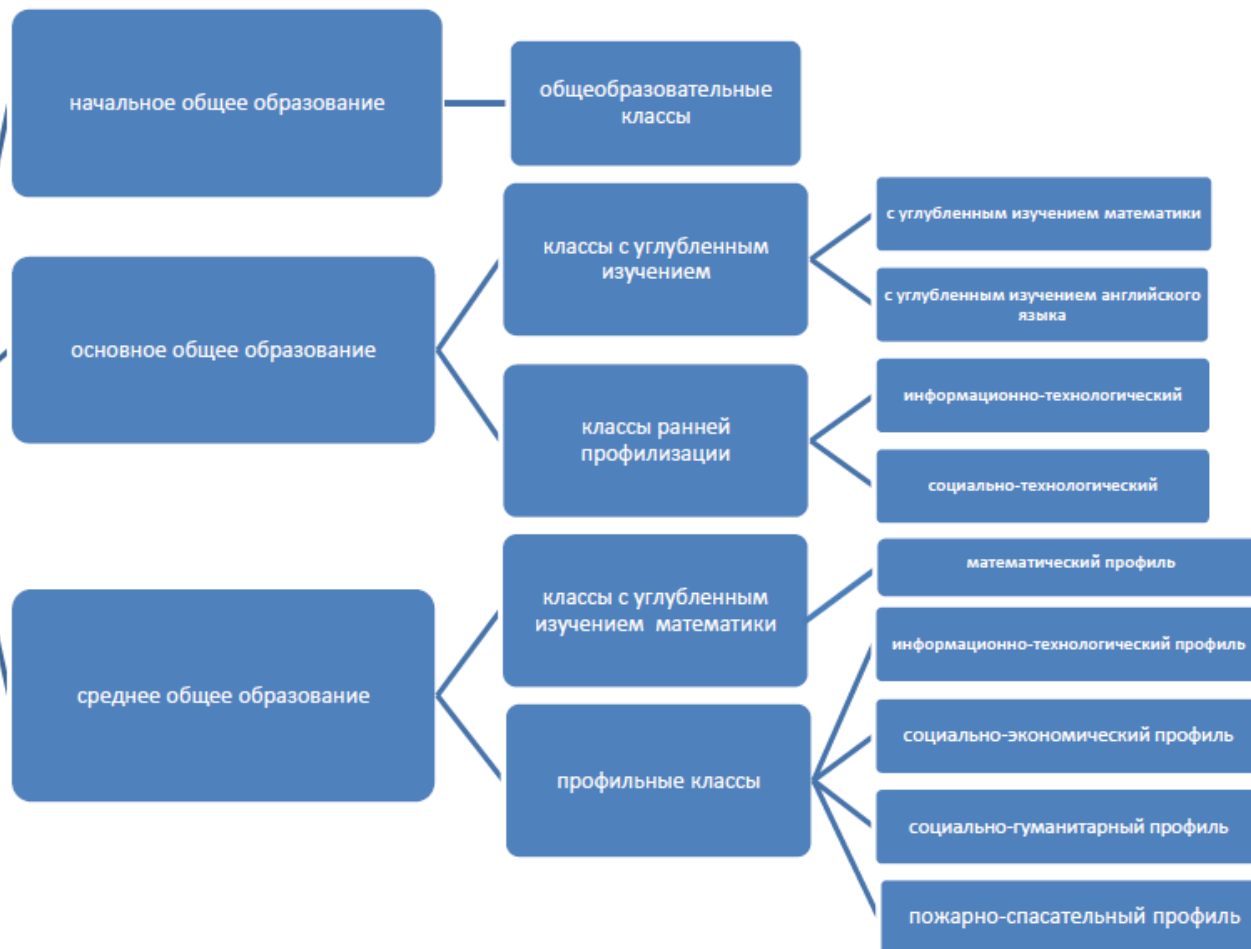 начальное общее образование
общеобразовательные
классы
основное общее образование
классы с углубленным
изучением
с углубленным изучением математики
с углубленным изучением английского
языка
классы ранней
профилизации
информационно-технологический
социально-технологический
среднее общее образование
классы с углубленным
изучением математики
математический профиль
профильные классы
информационно-технологический профиль
социально-экономический профиль
социально-гуманитарный профиль
пожарно-спасательный профиль